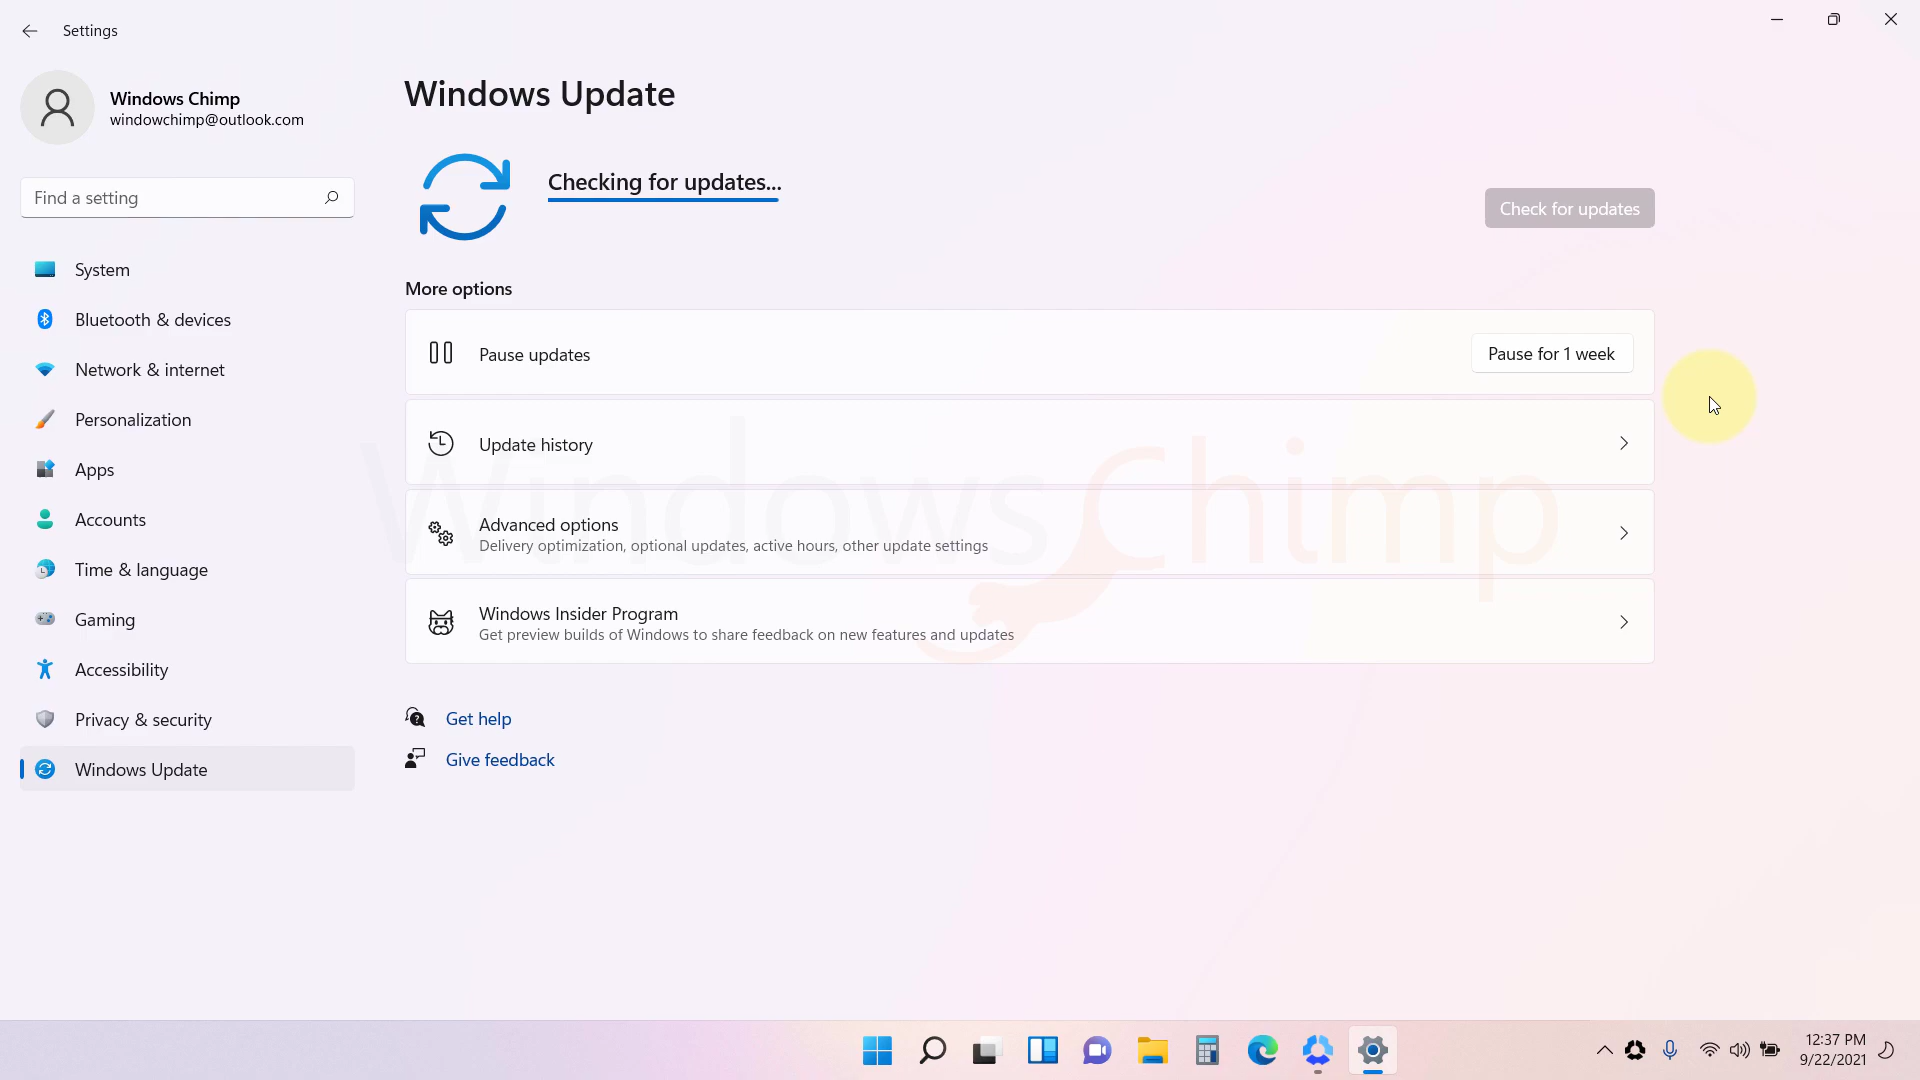 Settings
Windows Chimp
windowchimp@outlook.com
Find a setting
System
Bluetooth & devices
Network & internet
Personalization
Apps
Accounts
Time & language
Gaming
Accessibility
Privacy & security
Windows Update
Windows Update
Checking for updates...
Check for updates
More options
Pause updates
Pause for 1 week
Update history
Advanced options
Delivery optimization, optional updates, active hours, other update settings
Windows Insider Program
Get preview builds of Windows to share feedback on new features and updates
WindowsChimp
Get help
Give feedback
12:37 PM
9/22/2021